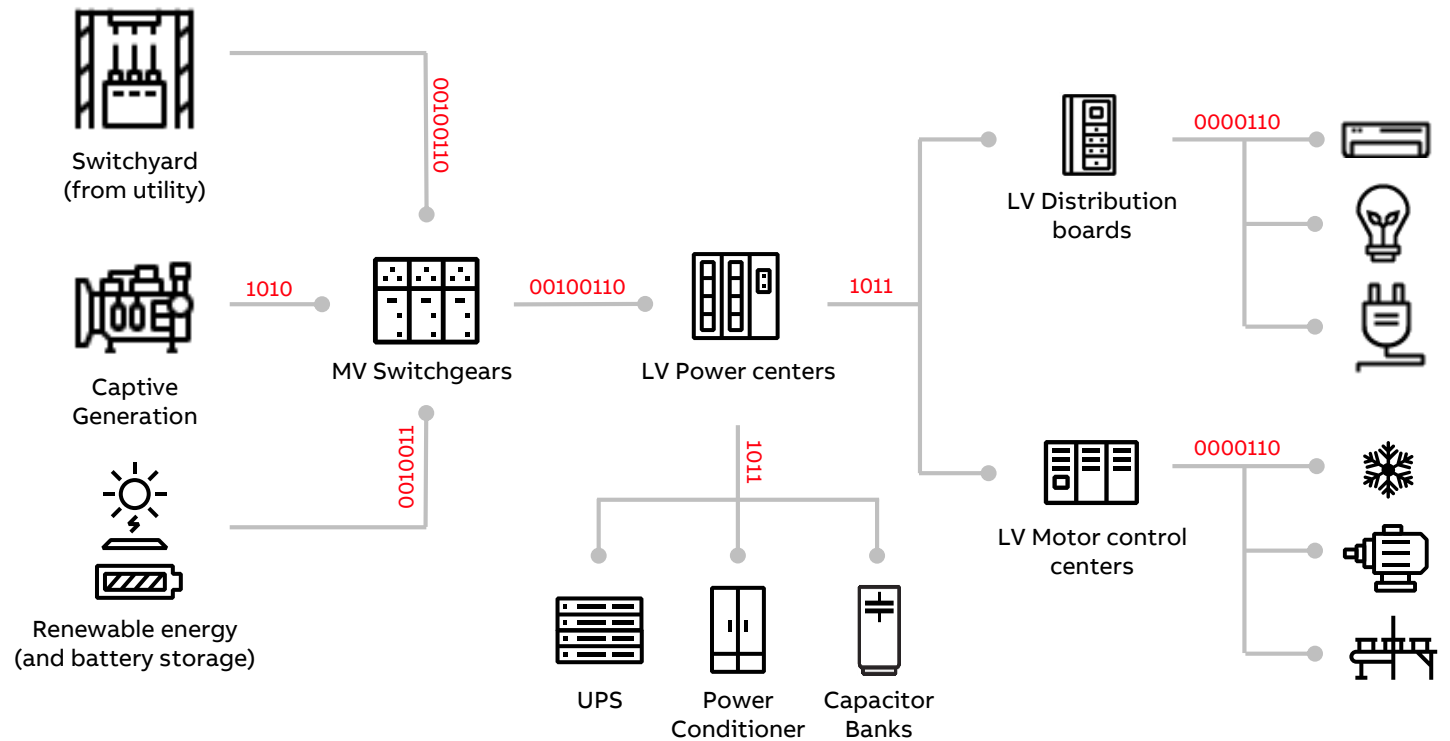 Switchyard
(from utility)
00100110
Captive
Generation
1010
MV Switchgears
00100110
LV Power centers
1011
LV Distribution
boards
0000110
Renewable energy
(and battery storage)
0010011
1011
UPS
Power
Conditioner
Capacitor
Banks
LV Motor control
centers
0000110